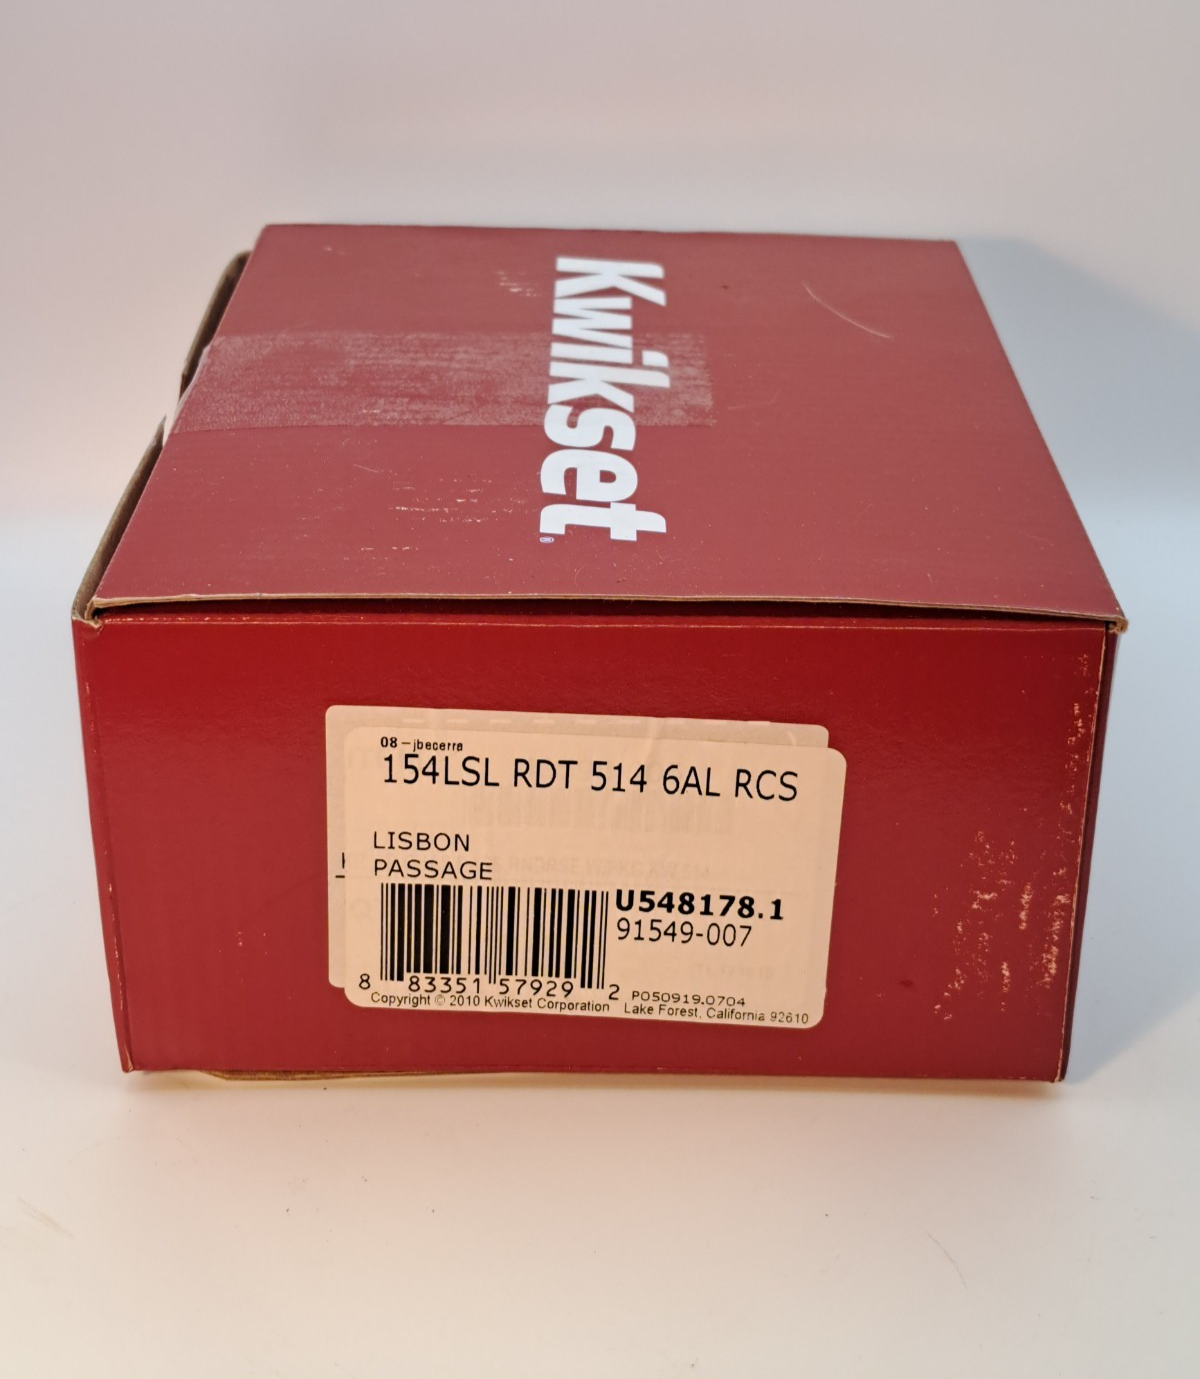 Kwikset
08-jbecerra
154LSL RDT 514 6AL RCS
LISBON
PASSAGE
U548178.1
91549-007
8 83351 57929 2
PO50919.0704
Copyright © 2010 Kwikset Corporation Lake Forest, California 92610